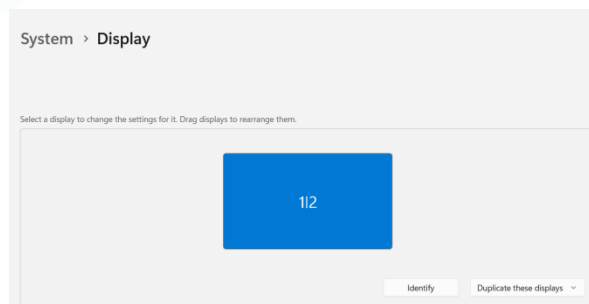 System > Display
Select a display to change the settings for it. Drag displays to rearrange them.
1|2
Identify
Duplicate these displays